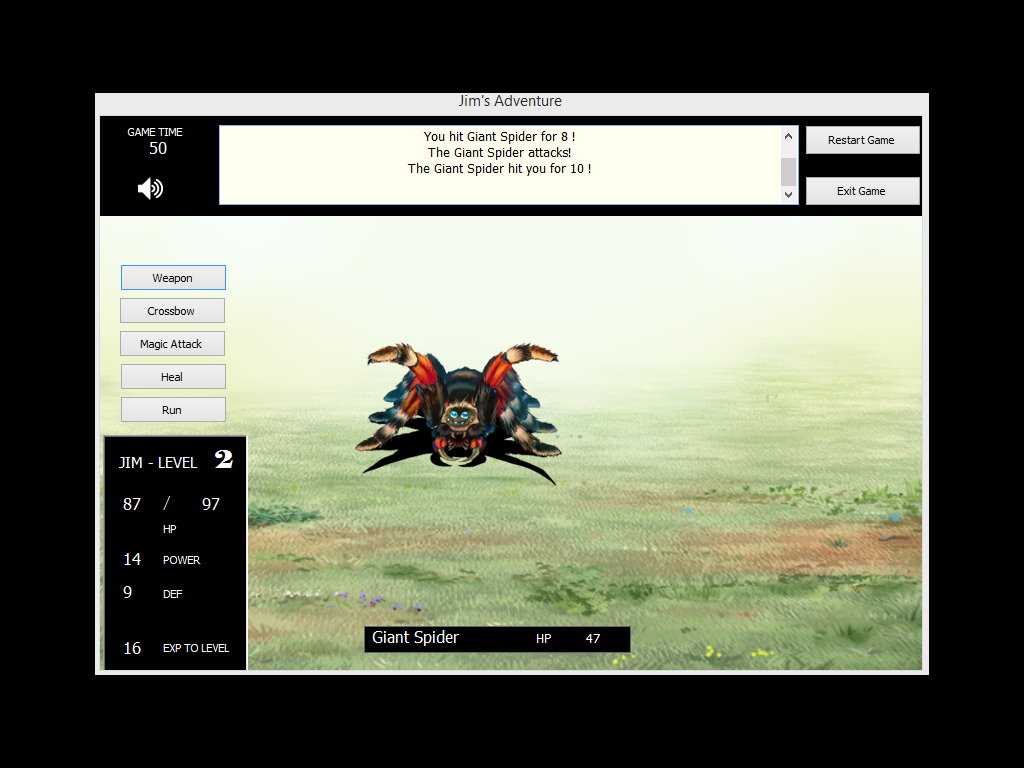 Jim's Adventure
GAME TIME
50
You hit Giant Spider for 8 !
The Giant Spider attacks!
The Giant Spider hit you for 10 !
Restart Game
Exit Game
Weapon
Crossbow
Magic Attack
Heal
Run
JIM - LEVEL 2
87 / 97
HP
14 POWER
9 DEF
16 EXP TO LEVEL
Giant Spider HP 47